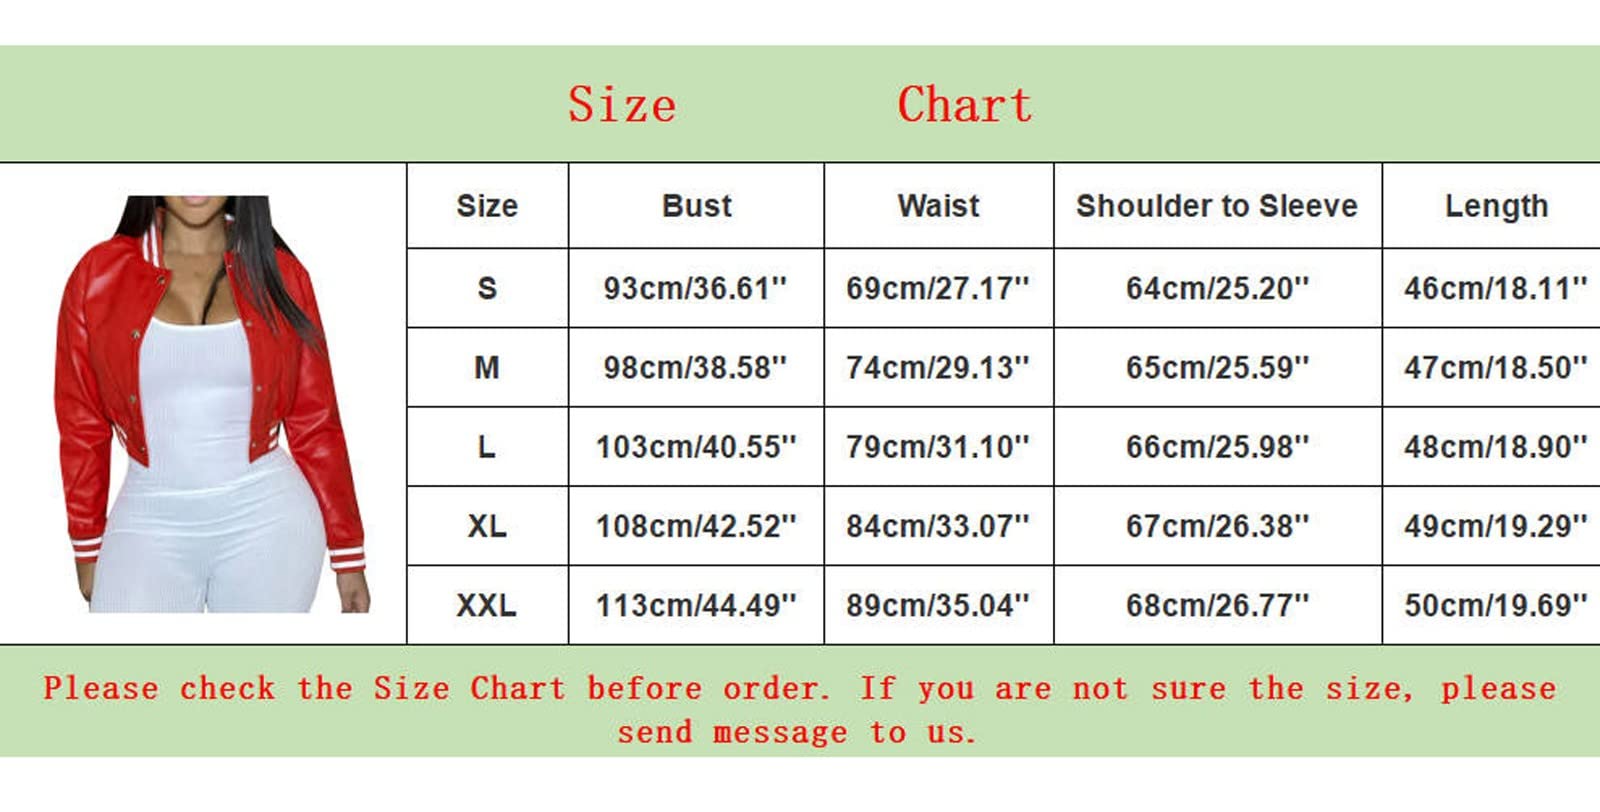 Size Chart
Size Bust Waist Shoulder to Sleeve Length
S 93cm/36.61" 69cm/27.17" 64cm/25.20" 46cm/18.11"
M 98cm/38.58" 74cm/29.13" 65cm/25.59" 47cm/18.50"
L 103cm/40.55" 79cm/31.10" 66cm/25.98" 48cm/18.90"
XL 108cm/42.52" 84cm/33.07" 67cm/26.38" 49cm/19.29"
XXL 113cm/44.49" 89cm/35.04" 68cm/26.77" 50cm/19.69"
Please check the Size Chart before order. If you are not sure the size, please
send message to us.